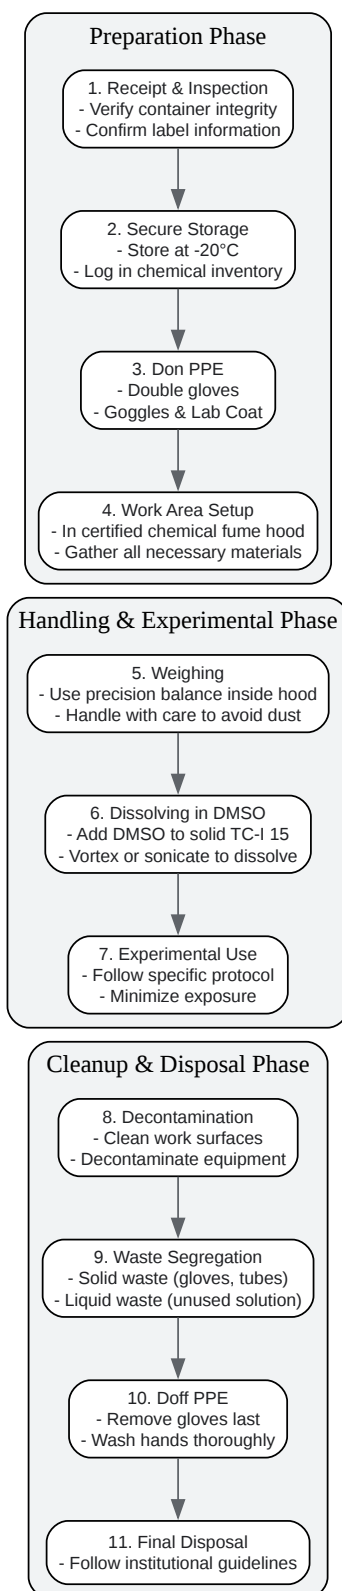 Preparation Phase
1. Receipt & Inspection
- Verify container integrity
- Confirm label information
2. Secure Storage
- Store at -20°C
- Log in chemical inventory
3. Don PPE
- Double gloves
- Goggles & Lab Coat
4. Work Area Setup
- In certified chemical fume hood
- Gather all necessary materials
Handling & Experimental Phase
5. Weighing
- Use precision balance inside hood
- Handle with care to avoid dust
6. Dissolving in DMSO
- Add DMSO to solid TC-I 15
- Vortex or sonicate to dissolve
7. Experimental Use
- Follow specific protocol
- Minimize exposure
Cleanup & Disposal Phase
8. Decontamination
- Clean work surfaces
- Decontaminate equipment
9. Waste Segregation
- Solid waste (gloves, tubes)
- Liquid waste (unused solution)
10. Doff PPE
- Remove gloves last
- Wash hands thoroughly
11. Final Disposal
- Follow institutional guidelines